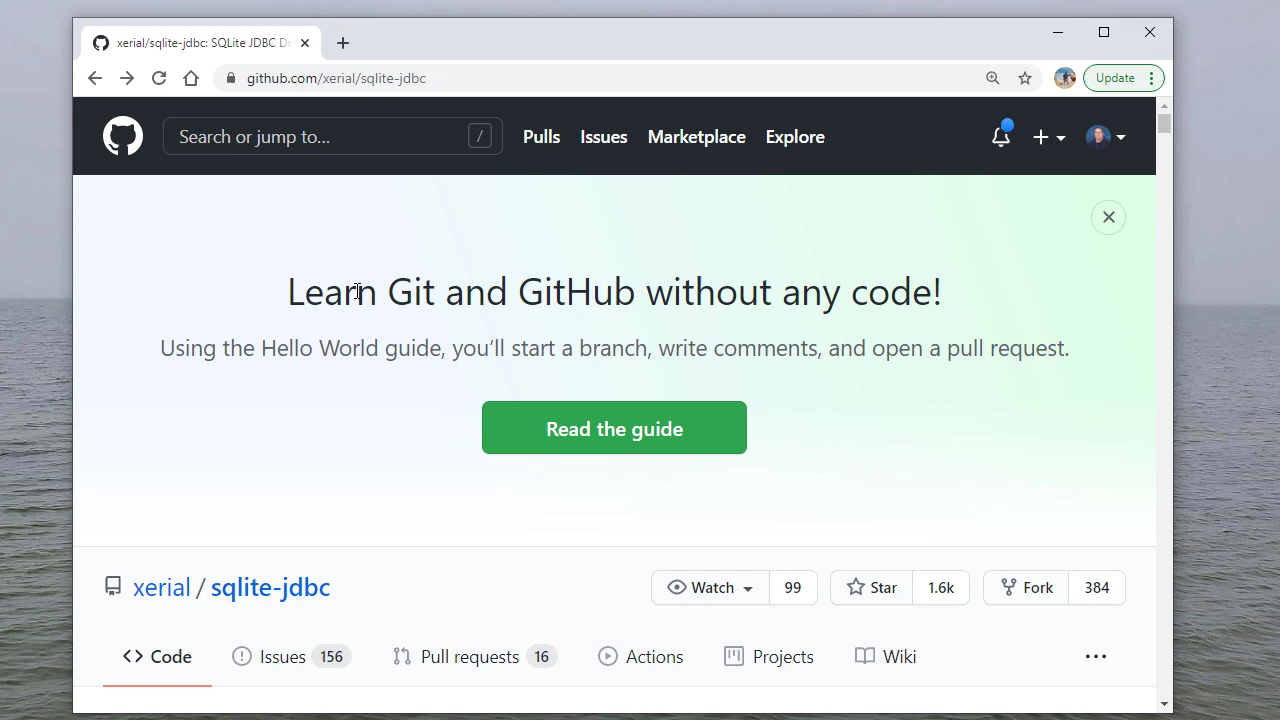 xerial/sqlite-jdbc: SQLite JDBC D
github.com/xerial/sqlite-jdbc
Update
Search or jump to... /
Pulls Issues Marketplace Explore
Learn Git and GitHub without any code!
Using the Hello World guide, you’ll start a branch, write comments, and open a pull request.
Read the guide
xerial / sqlite-jdbc
Watch 99 Star 1.6k Fork 384
Code Issues 156 Pull requests 16 Actions Projects Wiki